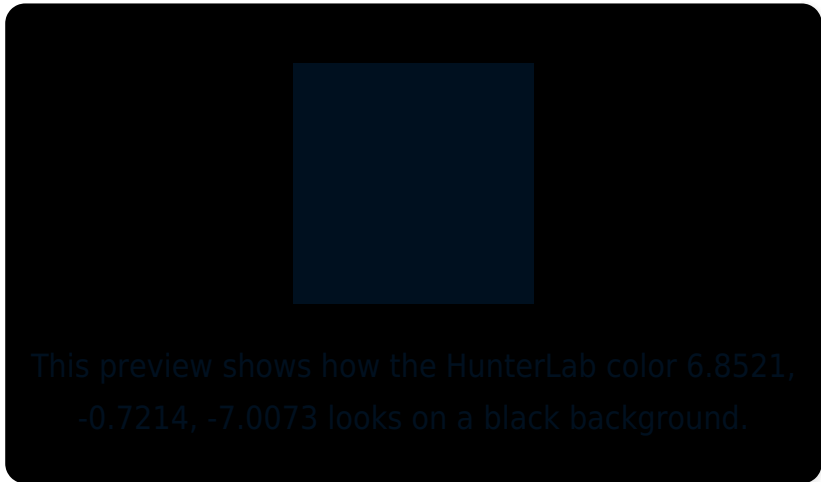 This preview shows how the HunterLab color 6.8521,
-0.7214, -7.0073 looks on a black background.